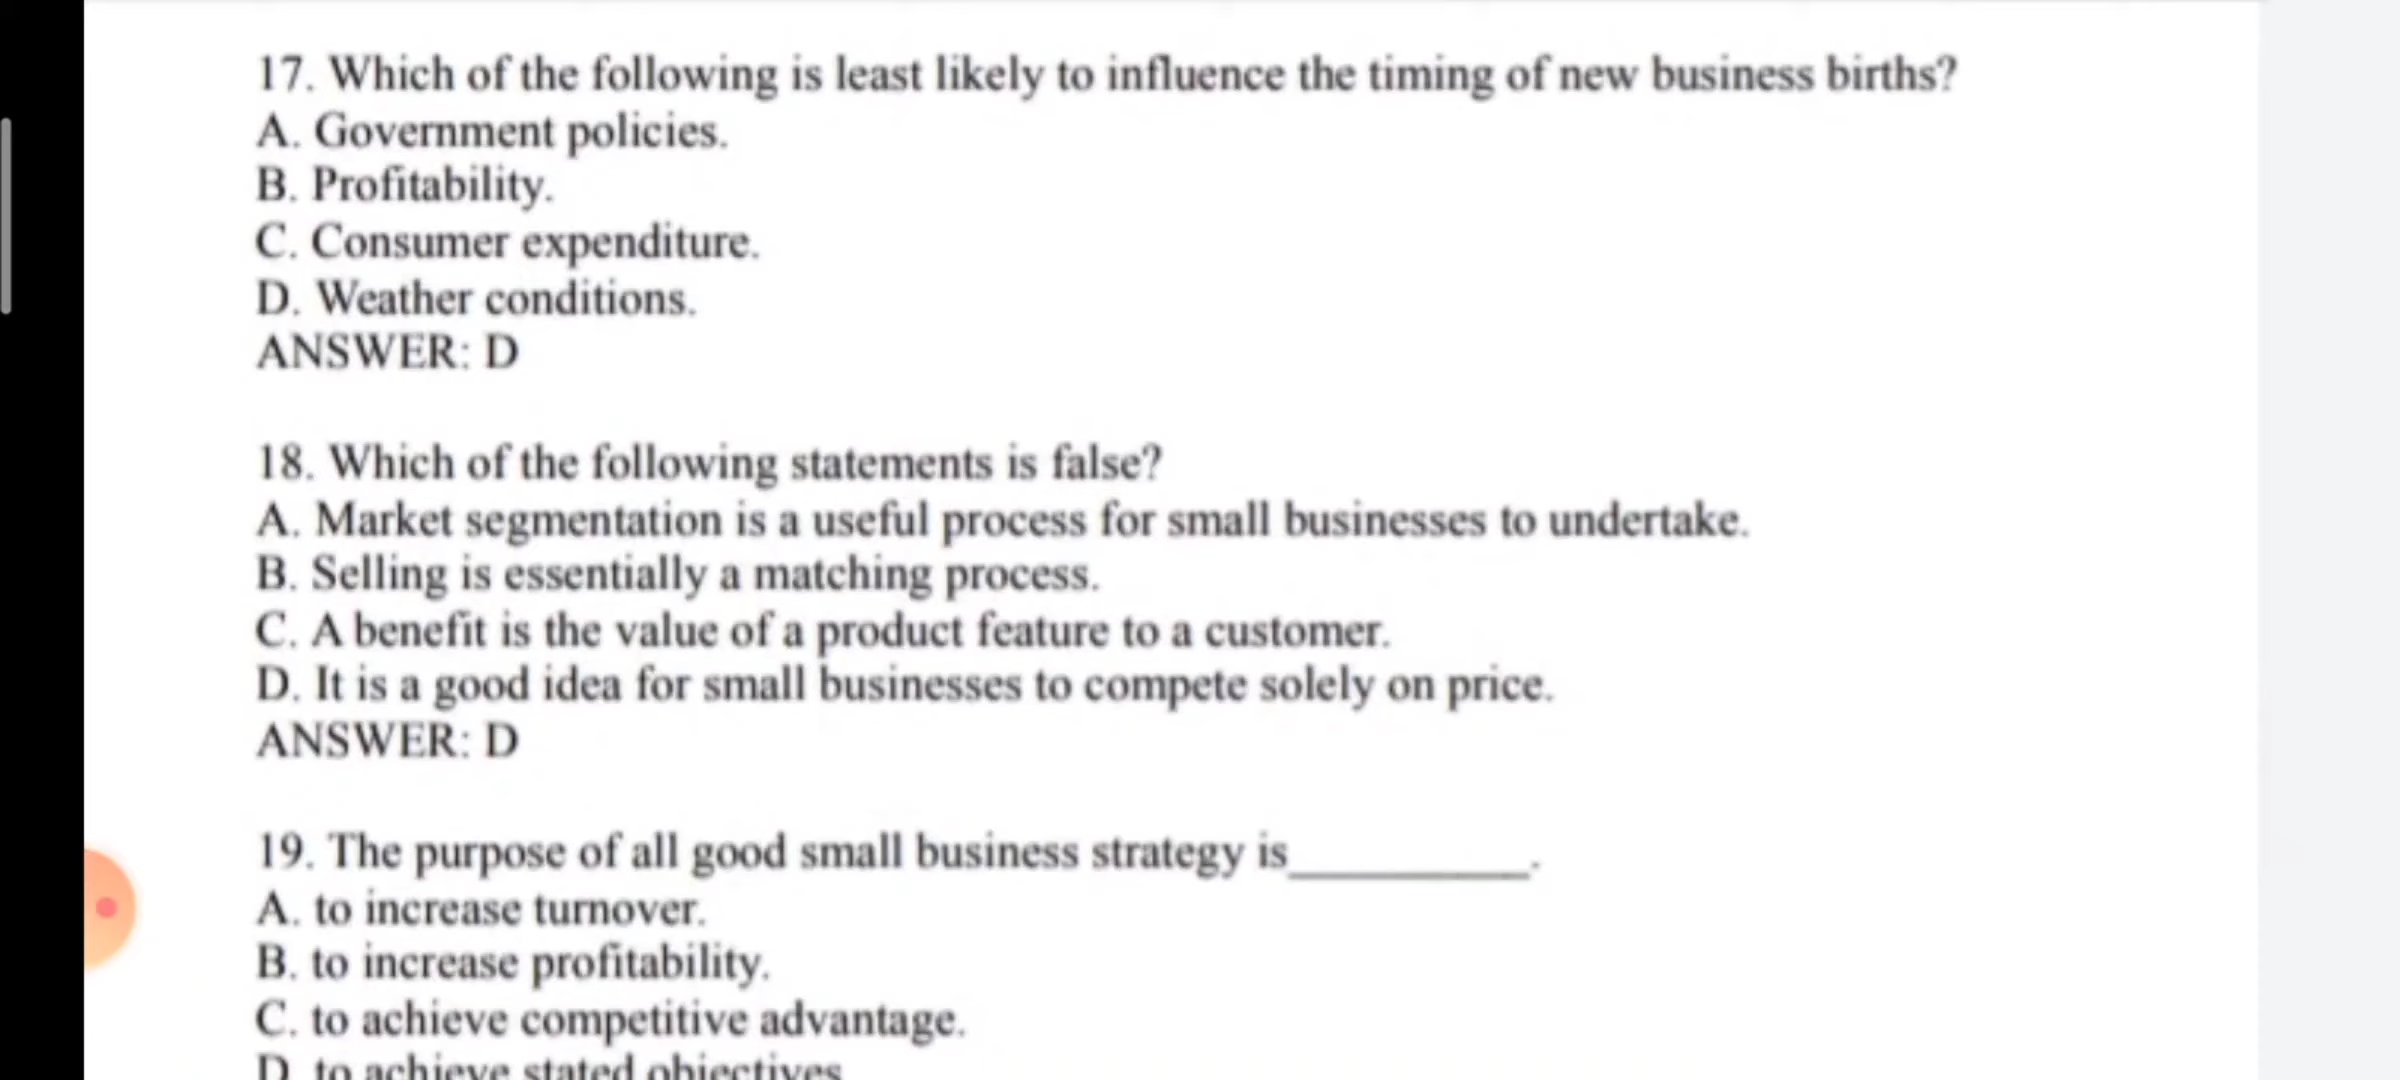 17. Which of the following is least likely to influence the timing of new business births?
A. Government policies.
B. Profitability.
C. Consumer expenditure.
D. Weather conditions.
ANSWER: D
18. Which of the following statements is false?
A. Market segmentation is a useful process for small businesses to undertake.
B. Selling is essentially a matching process.
C. A benefit is the value of a product feature to a customer.
D. It is a good idea for small businesses to compete solely on price.
ANSWER: D
19. The purpose of all good small business strategy is__________.
A. to increase turnover.
B. to increase profitability.
C. to achieve competitive advantage.
D. to achieve stated objectives